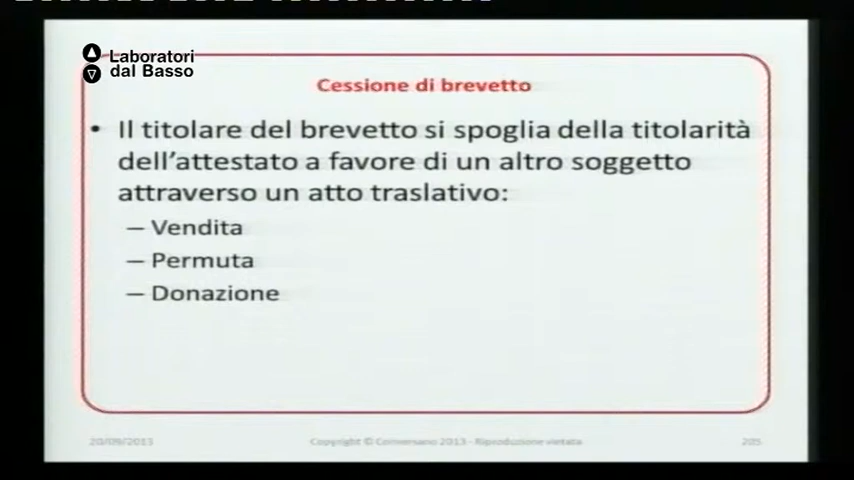 Laboratori
dal Basso
Cessione di brevetto
• Il titolare del brevetto si spoglia della titolarità
dell'attestato a favore di un altro soggetto
attraverso un atto traslativo:
– Vendita
– Permuta
– Donazione
20/09/2013
Copyright © Conversano 2013 - Riproduzione vietata
205